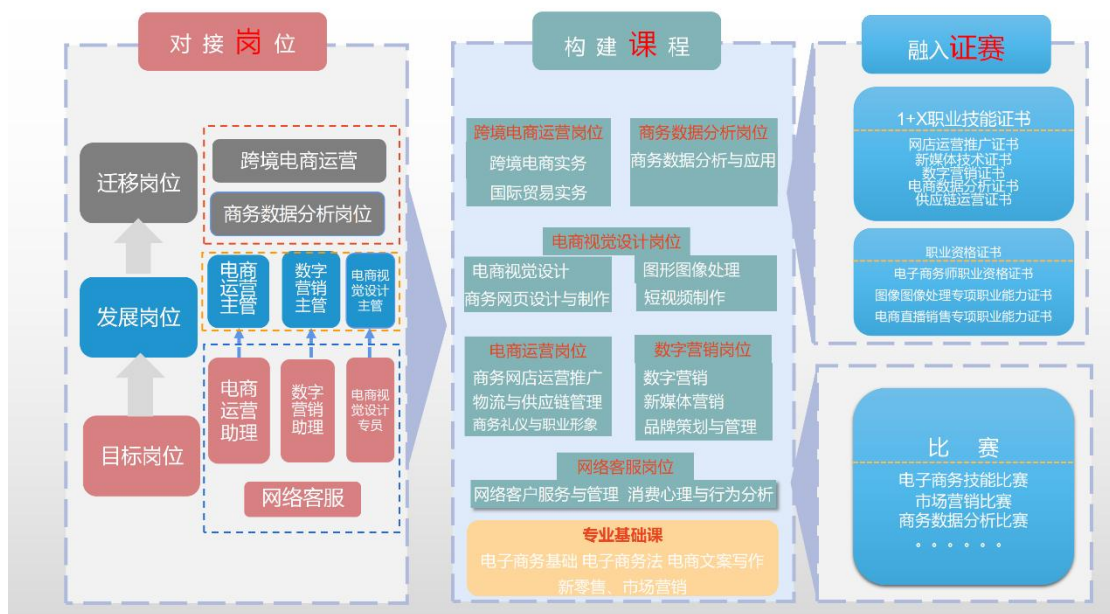 对接岗位
迁移岗位
发展岗位
目标岗位
跨境电商运营
商务数据分析岗位
电商
运营
主管
数字
营销
主管
电商视
觉设计
主管
电商
运营
助理
数字
营销
助理
电商视
觉设计
专员
网络客服
构建课程
跨境电商运营岗位
跨境电商实务
国际贸易实务
商务数据分析岗位
商务数据分析与应用
电商视觉设计岗位
电商视觉设计
商务网页设计与制作
图形图像处理
短视频制作
电商运营岗位
商务网店运营推广
物流与供应链管理
商务礼仪与职业形象
数字营销岗位
数字营销
新媒体营销
品牌策划与管理
网络客服岗位
网络客户服务与管理 消费心理与行为分析
专业基础课
电子商务基础 电子商务法 电商文案写作
新零售、市场营销
融入证赛
1+X职业技能证书
网店运营推广证书
新媒体技术证书
数字营销证书
电商数据分析证书
供应链运营证书
职业资格证书
电子商务师职业资格证书
图像图像处理专项职业能力证书
电商直播销售专项职业能力证书
比 赛
电子商务技能比赛
市场营销比赛
商务数据分析比赛
。。。。。。